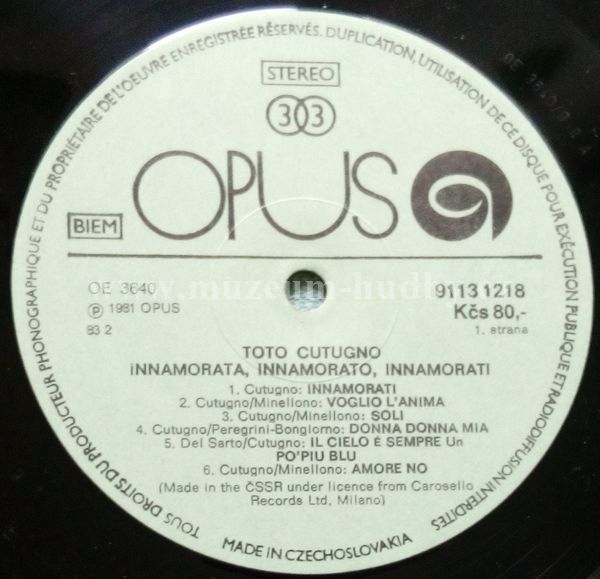 TOUS DROITS DU PRODUCTEUR PHONOGRAPHIQUE ET DU PROPRIÉTAIRE DE L'OEUVRE ENREGISTRÉE RÉSERVÉS. DUPLICATION, UTILISATION DE CE DISQUE POUR EXÉCUTION PUBLIQUE ET RADIODIFFUSION INTERDITES
STEREO
33
OPUS
BIEM
OE 3640
9113 1218
℗ 1981 OPUS
Kčs 80,-
83 2
1. strana
TOTO CUTUGNO
iNNAMORATA, INNAMORATO, INNAMORATI
1. Cutugno: INNAMORATI
2. Cutugno/Minellono: VOGLIO L'ANIMA
3. Cutugno/Minellono: SOLI
4. Cutugno/Peregrini-Bongiorno: DONNA DONNA MIA
5. Del Sarto/Cutugno: IL CIELO É SEMPRE Un
PO'PIU BLU
6. Cutugno/Minellono: AMORE NO
(Made in the ČSSR under licence from Carosello
Records Ltd, Milano)
MADE IN CZECHOSLOVAKIA